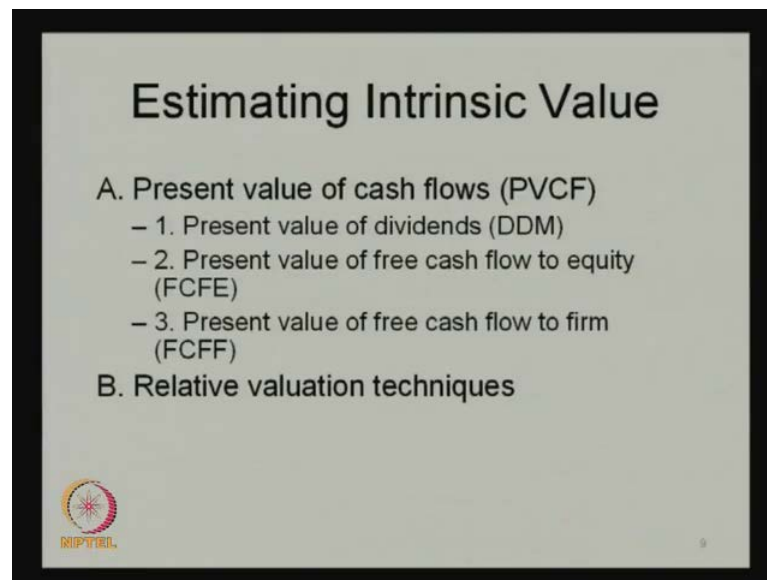 Estimating Intrinsic Value
A. Present value of cash flows (PVCF)
– 1. Present value of dividends (DDM)
– 2. Present value of free cash flow to equity
(FCFE)
– 3. Present value of free cash flow to firm
(FCFF)
B. Relative valuation techniques
NPTEL
9